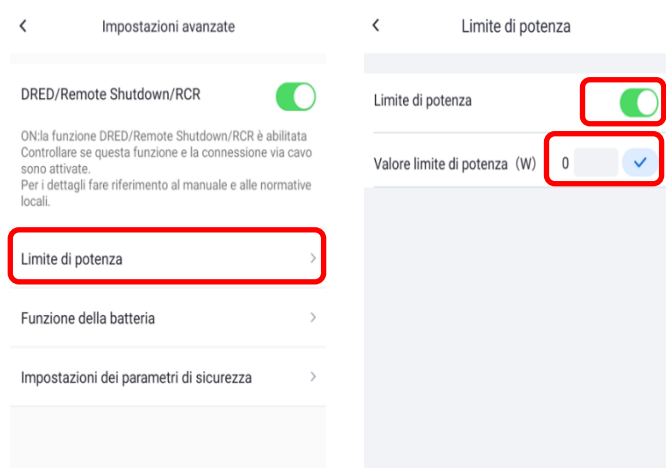 Impostazioni avanzate
DRED/Remote Shutdown/RCR
ON:la funzione DRED/Remote Shutdown/RCR è abilitata
Controllare se questa funzione e la connessione via cavo
sono attivate.
Per i dettagli fare riferimento al manuale e alle normative
locali.
Limite di potenza
Funzione della batteria
Impostazioni dei parametri di sicurezza
Limite di potenza
Limite di potenza
Valore limite di potenza (W) 0